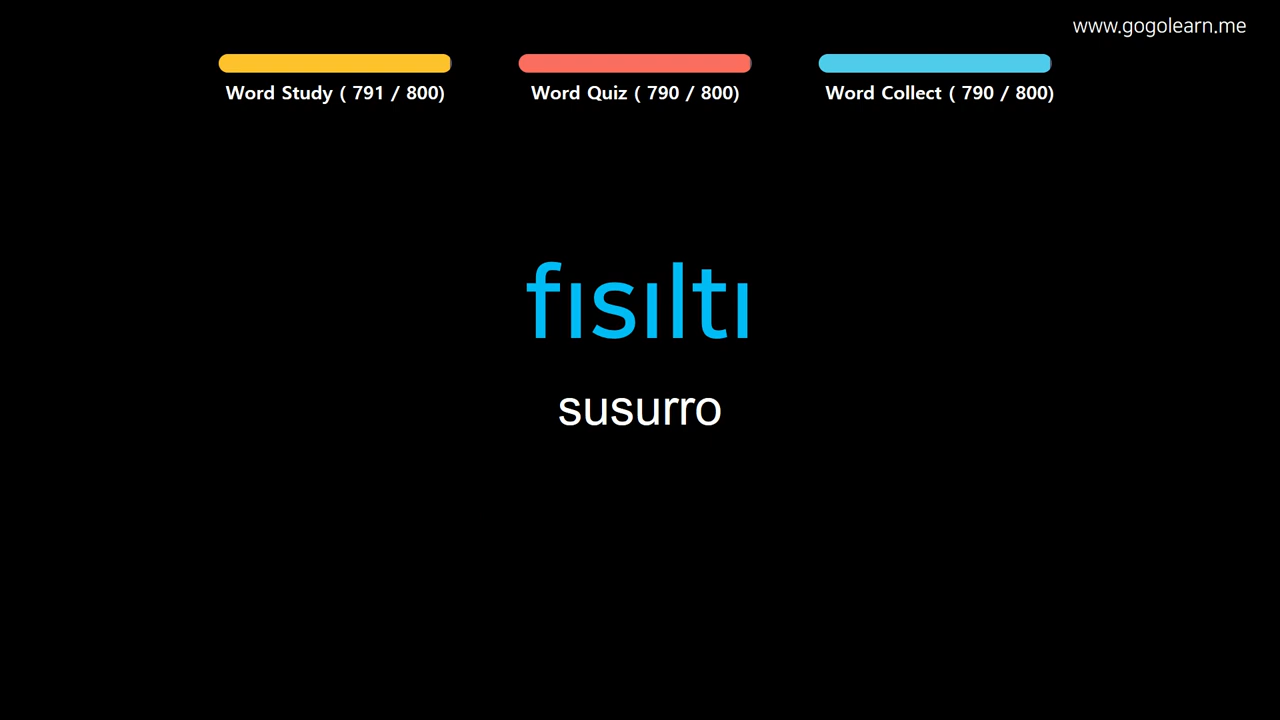 www.gogolearn.me
Word Study ( 791 / 800)
Word Quiz ( 790 / 800)
Word Collect ( 790 / 800)
fısıltı
susurro